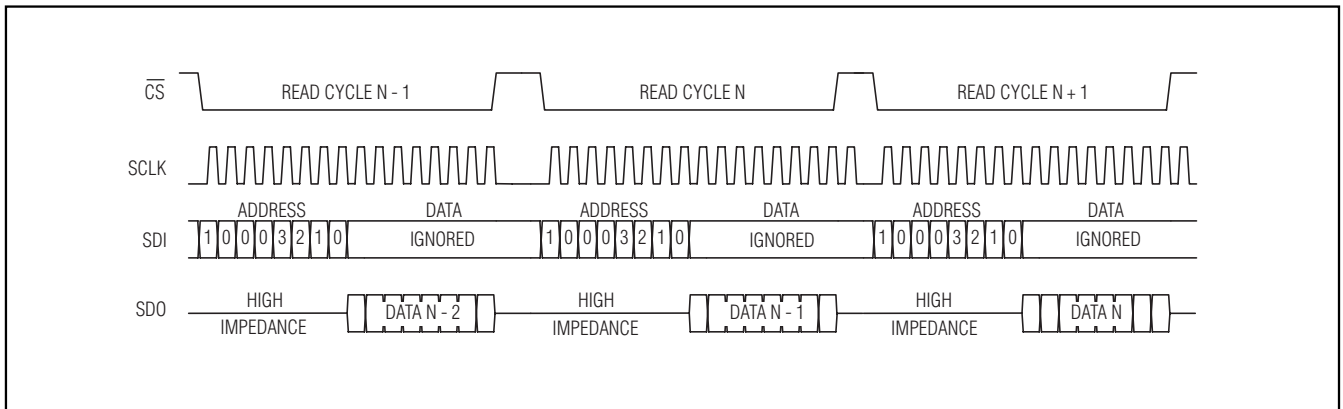 CS READ CYCLE N - 1 READ CYCLE N READ CYCLE N + 1
SCLK
ADDRESS DATA ADDRESS DATA ADDRESS DATA
SDI 1 0 0 0 3 2 1 0 IGNORED 1 0 0 0 3 2 1 0 IGNORED 1 0 0 0 3 2 1 0 IGNORED
SDO HIGH IMPEDANCE DATA N - 2 HIGH IMPEDANCE DATA N - 1 HIGH IMPEDANCE DATA N